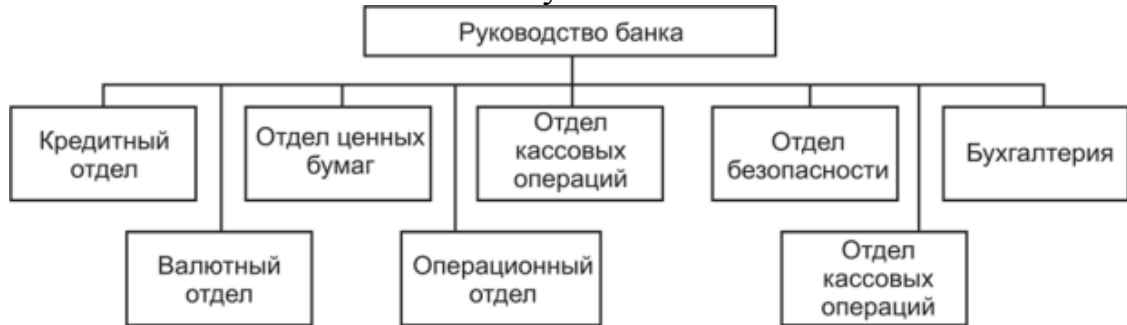 Руководство банка
Кредитный
отдел
Отдел ценных
бумаг
Отдел
кассовых
операций
Отдел
безопасности
Бухгалтерия
Валютный
отдел
Операционный
отдел
Отдел
кассовых
операций